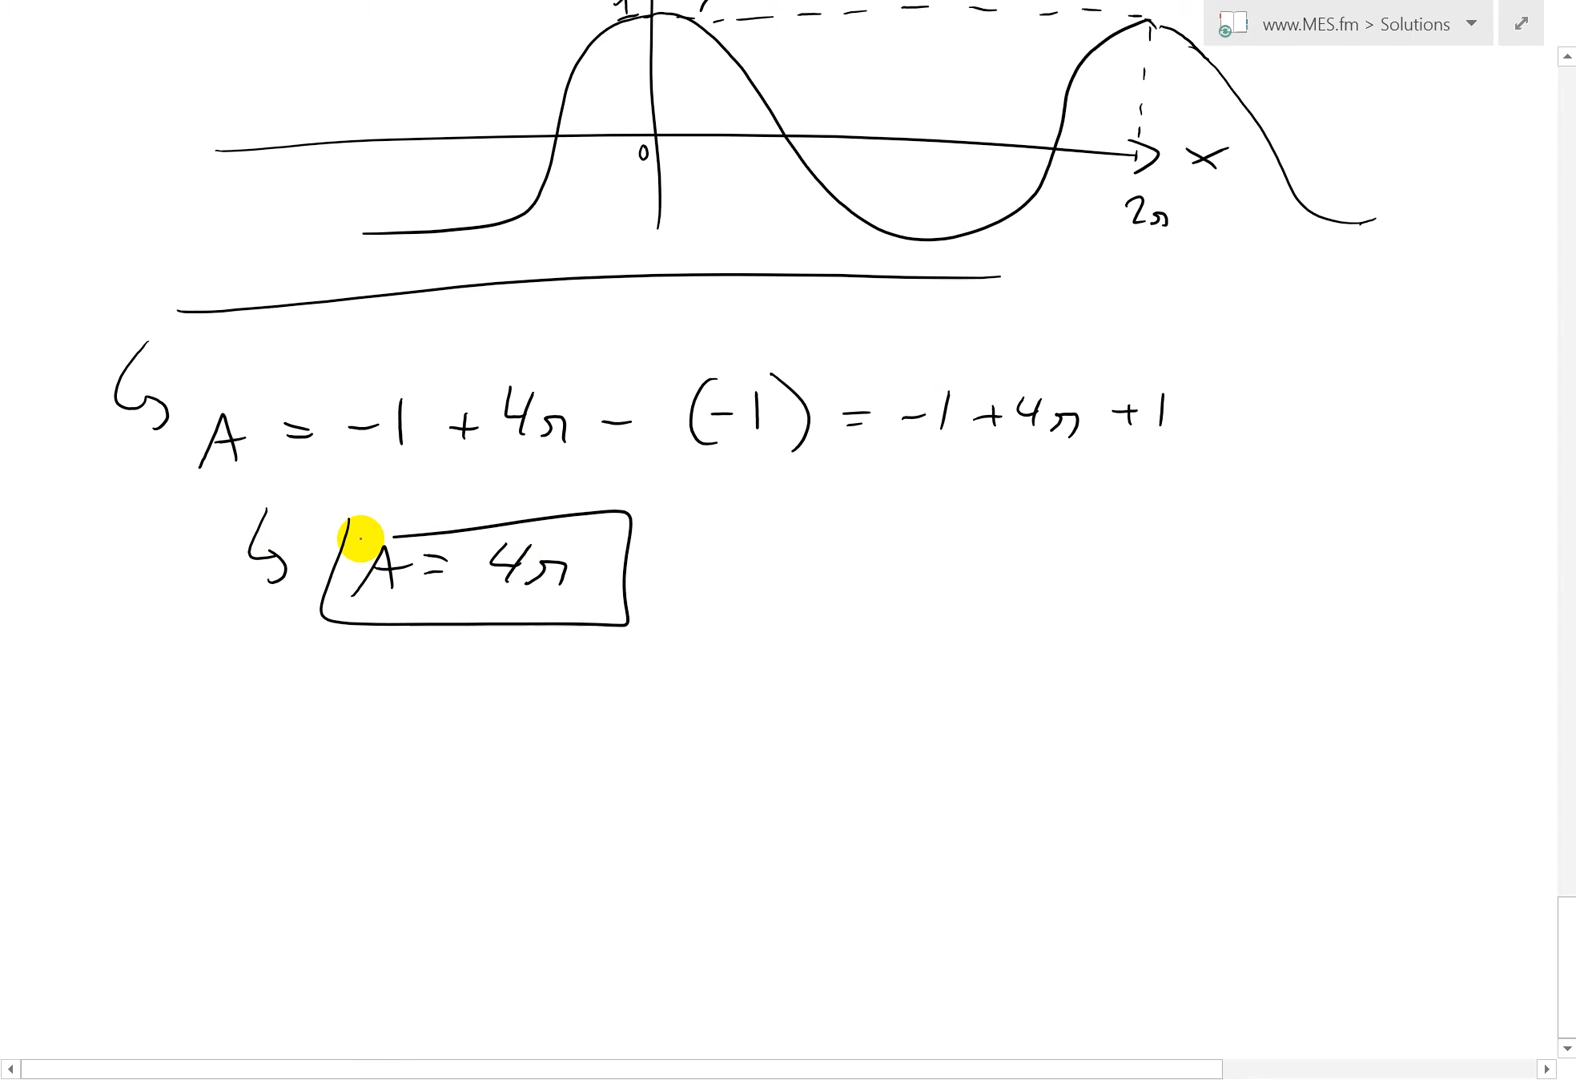 www.MES.fm > Solutions
0
x
2π
A = -1 + 4π - (-1) = -1 + 4π + 1
A = 4π